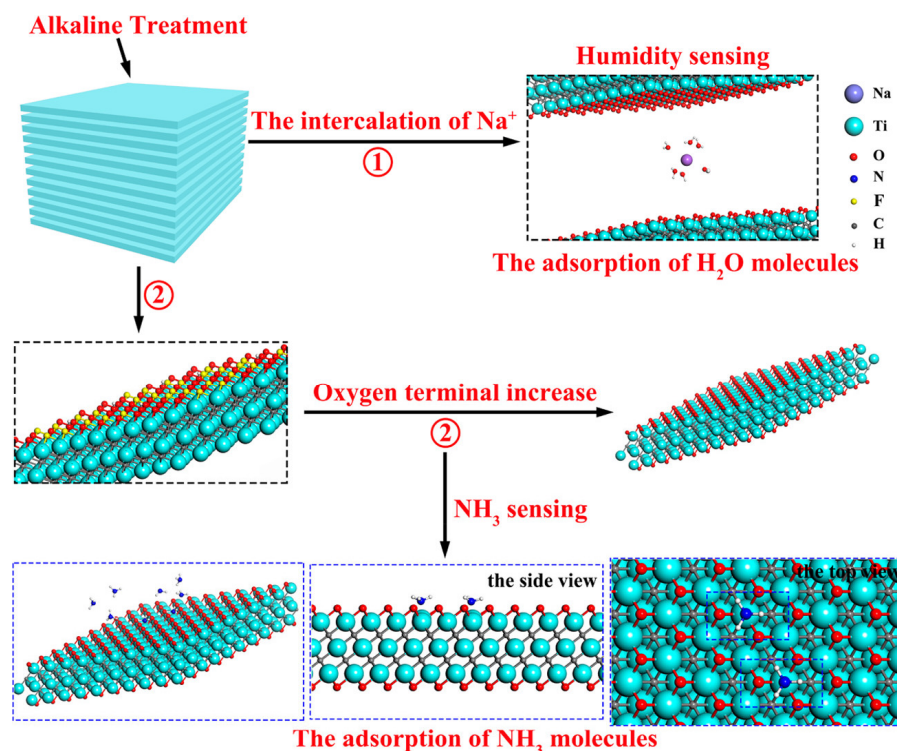 Alkaline Treatment
Humidity sensing
The intercalation of Na⁺
①
Na
Ti
O
N
F
C
H
The adsorption of H₂O molecules
②
Oxygen terminal increase
②
NH₃ sensing
the side view
the top view
The adsorption of NH₃ molecules